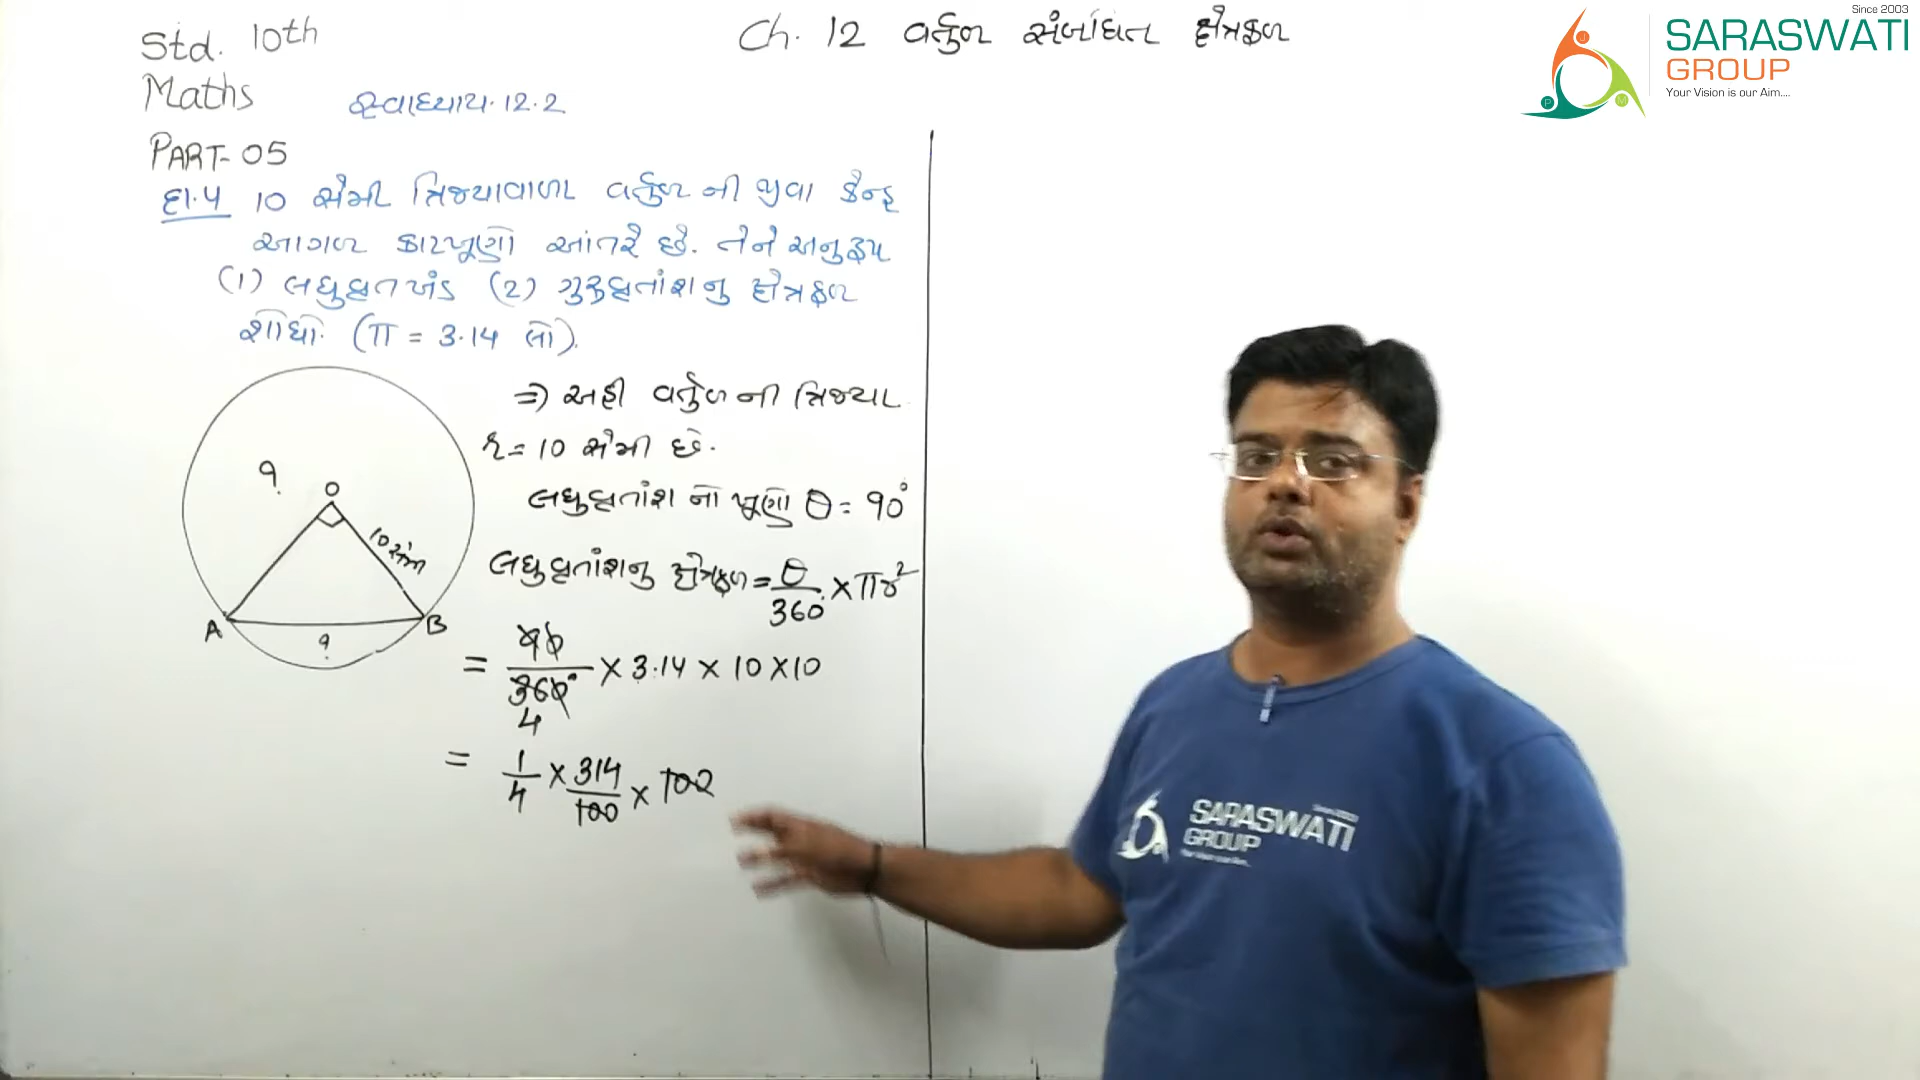 Std. 10th
Maths
Ch. 12 વર્તુળ સંબંધિત ક્ષેત્રફળ
સ્વાધ્યાય.12.2
PART-05
દા.૫ 10 સેમી ત્રિજ્યાવાળા વર્તુળ ની જીવા કેન્દ્ર
આગળ કાટખૂણો આંતરે છે. તેને અનુરૂપ
(1) લઘુવૃતખંડ (2) ગુરુવૃતાંશનુ ક્ષેત્રફળ
શોધો. (π = 3.14 લો).
⇒ અહી વર્તુળ ની ત્રિજ્યા
r = 10 સેમી છે.
લઘુવૃતાંશ નો ખૂણો θ = 90°
લઘુવૃતાંશનુ ક્ષેત્રફળ = θ/360° × πr²
= 90/360° × 3.14 × 10 × 10
4
= 1/4 × 314/100 × 100
?
O
10 સેમી
A
B
?
Since 2003
SARASWATI
GROUP
Your Vision is our Aim....
P
J
M
SARASWATI
GROUP